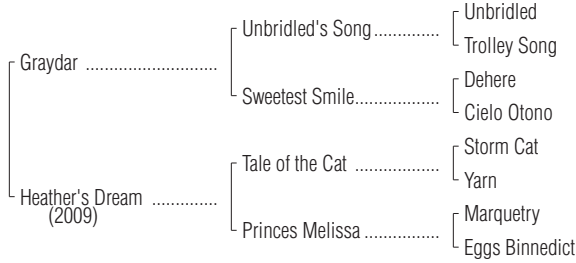 Unbridled
Unbridled's Song..............
Trolley Song
Graydar ............................
Dehere
Sweetest Smile..................
Cielo Otono
Storm Cat
Tale of the Cat ..................
Yarn
Heather's Dream ..............
(2009)
Marquetry
Princes Melissa ................
Eggs Binnedict